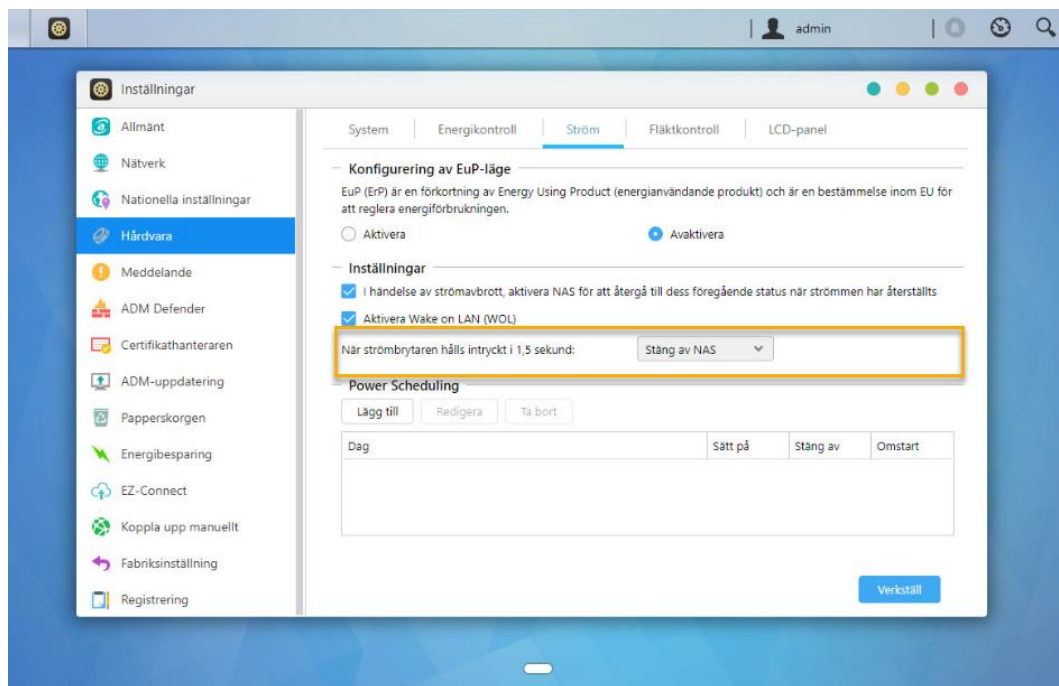 admin
Inställningar
Allmänt
Nätverk
Nationella inställningar
Hårdvara
Meddelande
ADM Defender
Certifikathanteraren
ADM-uppdatering
Papperskorgen
Energibesparing
EZ-Connect
Koppla upp manuellt
Fabriksinställning
Registrering
System Energikontroll Ström Fläktkontroll LCD-panel
Konfigurering av EuP-läge
EuP (ErP) är en förkortning av Energy Using Product (energianvändande produkt) och är en bestämmelse inom EU för
att reglera energiförbrukningen.
Aktivera Avaktivera
Inställningar
I händelse av strömavbrott, aktivera NAS för att återgå till dess föregående status när strömmen har återställts
Aktivera Wake on LAN (WOL)
När strömbrytaren hålls intryckt i 1,5 sekund: Stäng av NAS
Power Scheduling
Lägg till Redigera Ta bort
Dag Sätt på Stäng av Omstart
Verkställ